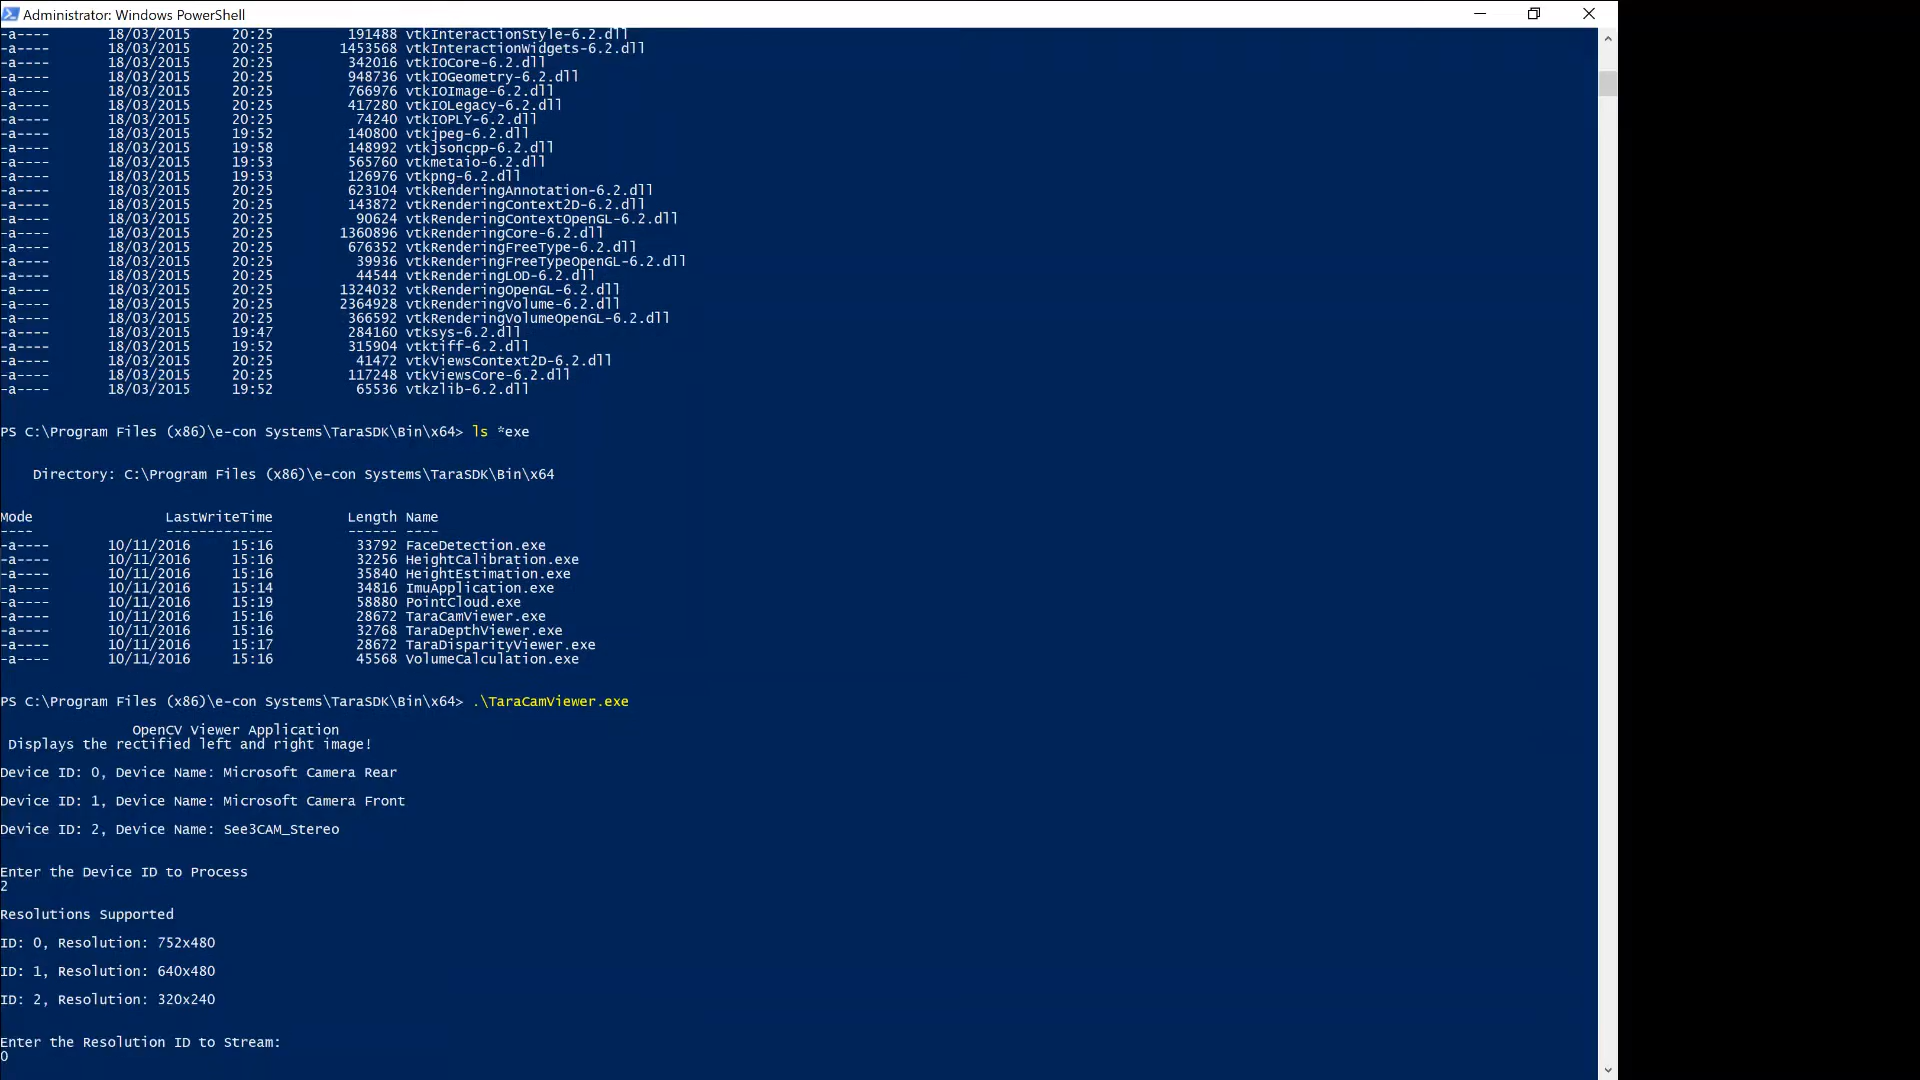 Administrator: Windows PowerShell
-a---- 18/03/2015 20:25 191488 vtkInteractionStyle-6.2.dll
-a---- 18/03/2015 20:25 1453568 vtkInteractionWidgets-6.2.dll
-a---- 18/03/2015 20:25 342016 vtkIOCore-6.2.dll
-a---- 18/03/2015 20:25 948736 vtkIOGeometry-6.2.dll
-a---- 18/03/2015 20:25 766976 vtkIOImage-6.2.dll
-a---- 18/03/2015 20:25 417280 vtkIOLegacy-6.2.dll
-a---- 18/03/2015 20:25 74240 vtkIOPLY-6.2.dll
-a---- 18/03/2015 19:52 140800 vtkjpeg-6.2.dll
-a---- 18/03/2015 19:58 148992 vtkjsoncpp-6.2.dll
-a---- 18/03/2015 19:53 565760 vtkmetaio-6.2.dll
-a---- 18/03/2015 19:53 126976 vtkpng-6.2.dll
-a---- 18/03/2015 20:25 623104 vtkRenderingAnnotation-6.2.dll
-a---- 18/03/2015 20:25 143872 vtkRenderingContext2D-6.2.dll
-a---- 18/03/2015 20:25 90624 vtkRenderingContextOpenGL-6.2.dll
-a---- 18/03/2015 20:25 1360896 vtkRenderingCore-6.2.dll
-a---- 18/03/2015 20:25 676352 vtkRenderingFreeType-6.2.dll
-a---- 18/03/2015 20:25 39936 vtkRenderingFreeTypeOpenGL-6.2.dll
-a---- 18/03/2015 20:25 44544 vtkRenderingLOD-6.2.dll
-a---- 18/03/2015 20:25 1324032 vtkRenderingOpenGL-6.2.dll
-a---- 18/03/2015 20:25 2364928 vtkRenderingVolume-6.2.dll
-a---- 18/03/2015 20:25 366592 vtkRenderingVolumeOpenGL-6.2.dll
-a---- 18/03/2015 19:47 284160 vtksys-6.2.dll
-a---- 18/03/2015 19:52 315904 vtktiff-6.2.dll
-a---- 18/03/2015 20:25 41472 vtkViewsContext2D-6.2.dll
-a---- 18/03/2015 20:25 117248 vtkViewsCore-6.2.dll
-a---- 18/03/2015 19:52 65536 vtkzlib-6.2.dll
PS C:\Program Files (x86)\e-con Systems\TaraSDK\Bin\x64> ls *exe
Directory: C:\Program Files (x86)\e-con Systems\TaraSDK\Bin\x64
Mode LastWriteTime Length Name
---- ------------- ------ ----
-a---- 10/11/2016 15:16 33792 FaceDetection.exe
-a---- 10/11/2016 15:16 32256 HeightCalibration.exe
-a---- 10/11/2016 15:16 35840 HeightEstimation.exe
-a---- 10/11/2016 15:14 34816 ImuApplication.exe
-a---- 10/11/2016 15:19 58880 PointCloud.exe
-a---- 10/11/2016 15:16 28672 TaraCamViewer.exe
-a---- 10/11/2016 15:16 32768 TaraDepthViewer.exe
-a---- 10/11/2016 15:17 28672 TaraDisparityViewer.exe
-a---- 10/11/2016 15:16 45568 VolumeCalculation.exe
PS C:\Program Files (x86)\e-con Systems\TaraSDK\Bin\x64> .\TaraCamViewer.exe
OpenCV Viewer Application
Displays the rectified left and right image!
Device ID: 0, Device Name: Microsoft Camera Rear
Device ID: 1, Device Name: Microsoft Camera Front
Device ID: 2, Device Name: See3CAM_Stereo
Enter the Device ID to Process
2
Resolutions Supported
ID: 0, Resolution: 752x480
ID: 1, Resolution: 640x480
ID: 2, Resolution: 320x240
Enter the Resolution ID to Stream:
0